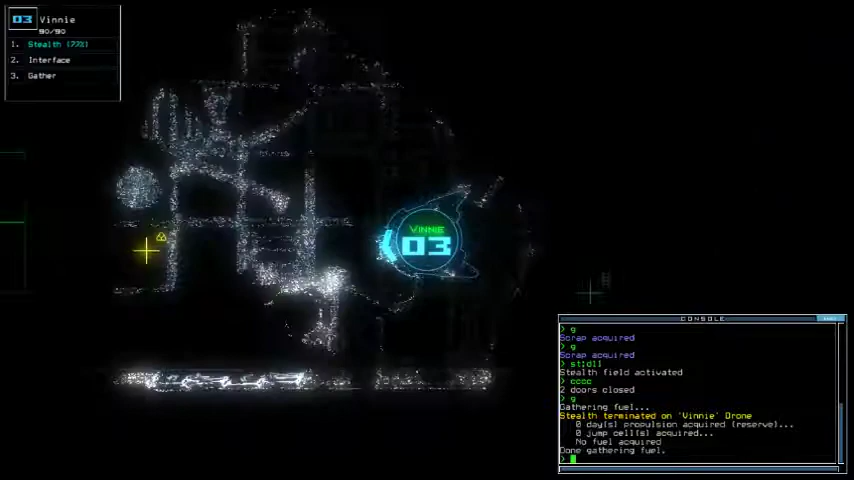 03 Vinnie
90/90
1. Stealth (77%)
2. Interface
3. Gather
VINNIE
03
CONSOLE
> g
Scrap acquired
> g
Scrap acquired
Stealth field activated
> cccc
2 doors closed
> g
Gathering fuel...
Stealth terminated on 'Vinnie' Drone
0 day(s) propulsion acquired (reserve)...
0 jump cell(s) acquired...
No fuel acquired
Done gathering fuel.
>